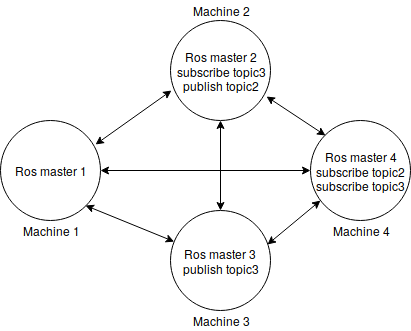 Machine 2
Ros master 2
subscribe topic3
publish topic2
Ros master 1
Machine 1
Ros master 4
subscribe topic2
subscribe topic3
Machine 4
Ros master 3
publish topic3
Machine 3